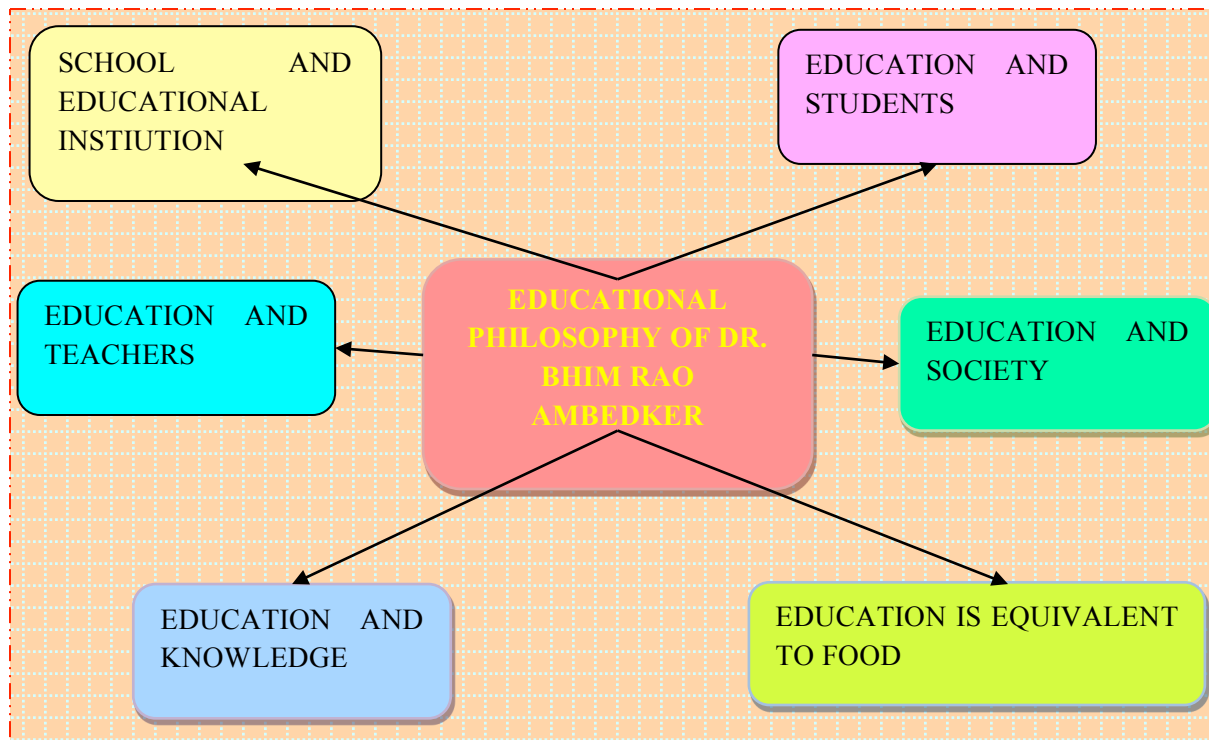 SCHOOL AND
EDUCATIONAL
INSTIUTION
EDUCATION AND
STUDENTS
EDUCATION AND
TEACHERS
EDUCATIONAL
PHILOSOPHY OF DR.
BHIM RAO
AMBEDKER
EDUCATION AND
SOCIETY
EDUCATION AND
KNOWLEDGE
EDUCATION IS EQUIVALENT
TO FOOD